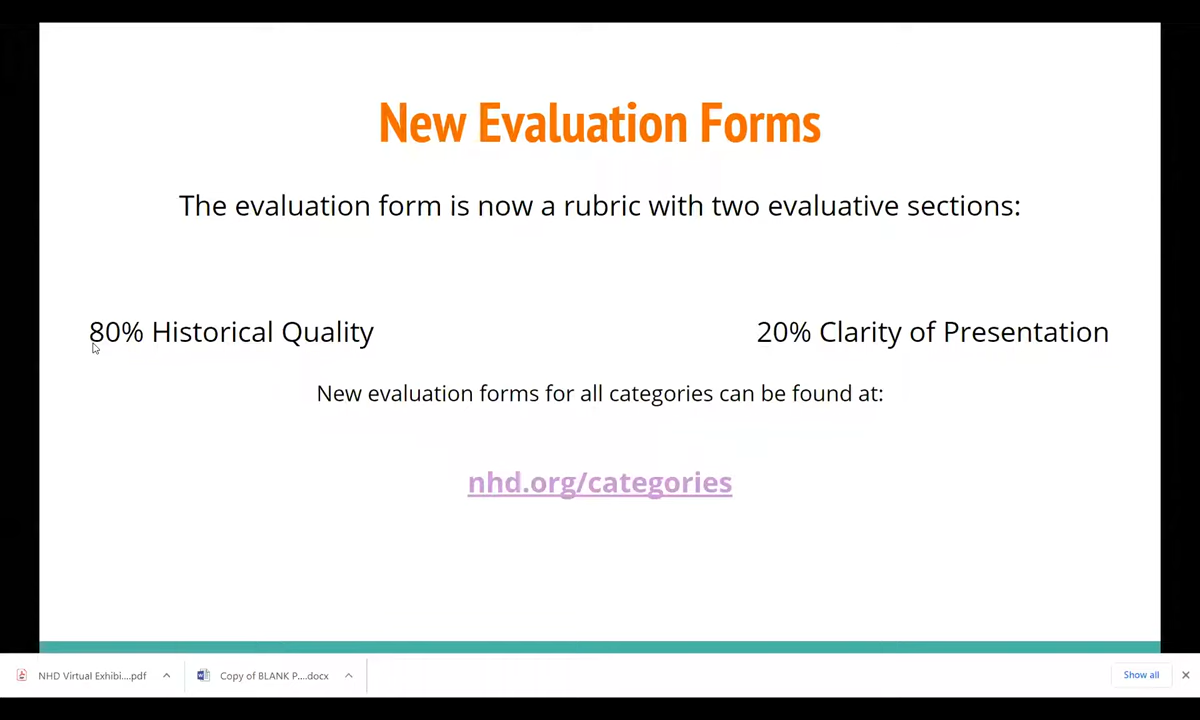 New Evaluation Forms
The evaluation form is now a rubric with two evaluative sections:
80% Historical Quality
20% Clarity of Presentation
New evaluation forms for all categories can be found at:
nhd.org/categories
NHD Virtual Exhibi....pdf
Copy of BLANK P....docx
Show all